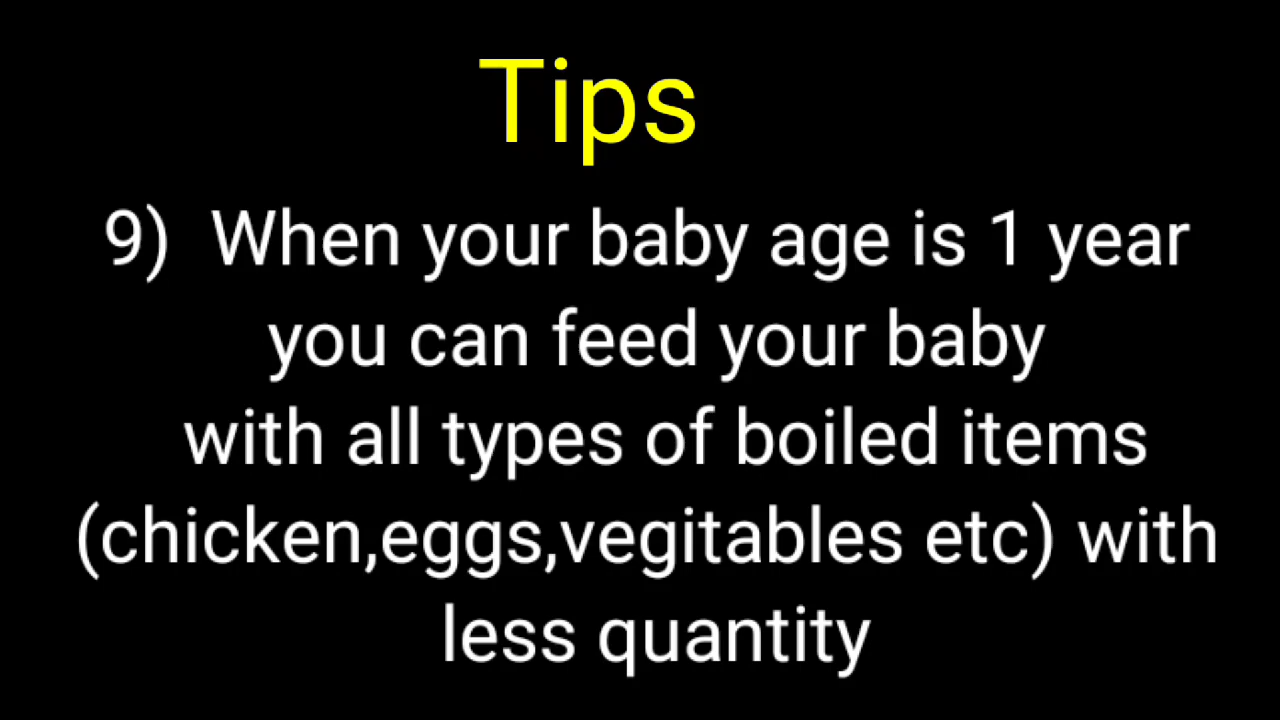 Tips
9) When your baby age is 1 year
you can feed your baby
with all types of boiled items
(chicken,eggs,vegitables etc) with
less quantity